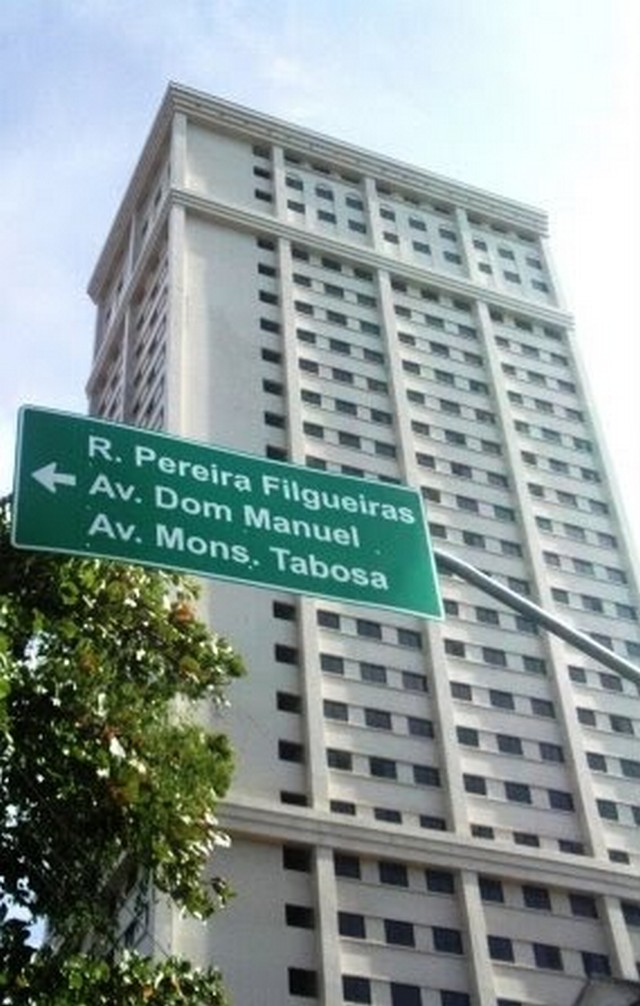 R. Pereira Filgueiras
Av. Dom Manuel
Av. Mons. Tabosa